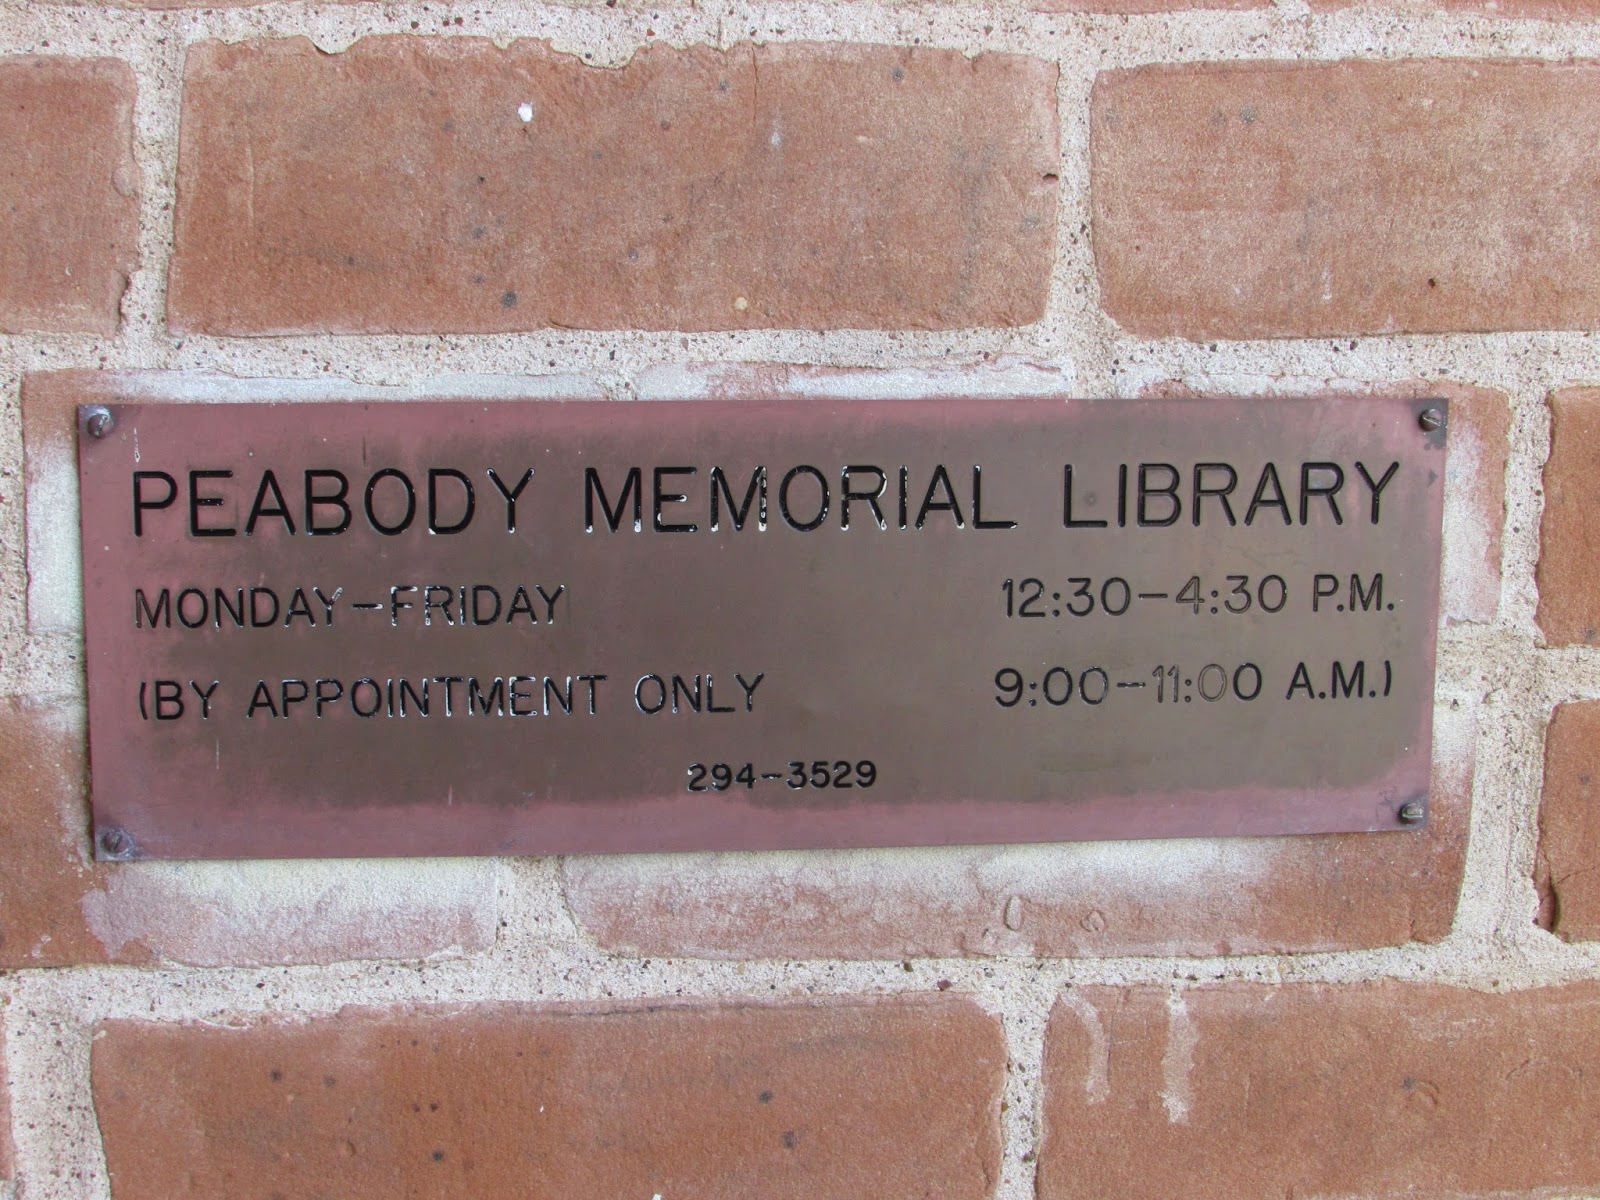 PEABODY MEMORIAL LIBRARY
MONDAY-FRIDAY 12:30-4:30 P.M.
(BY APPOINTMENT ONLY 9:00-11:00 A.M.)
294-3529